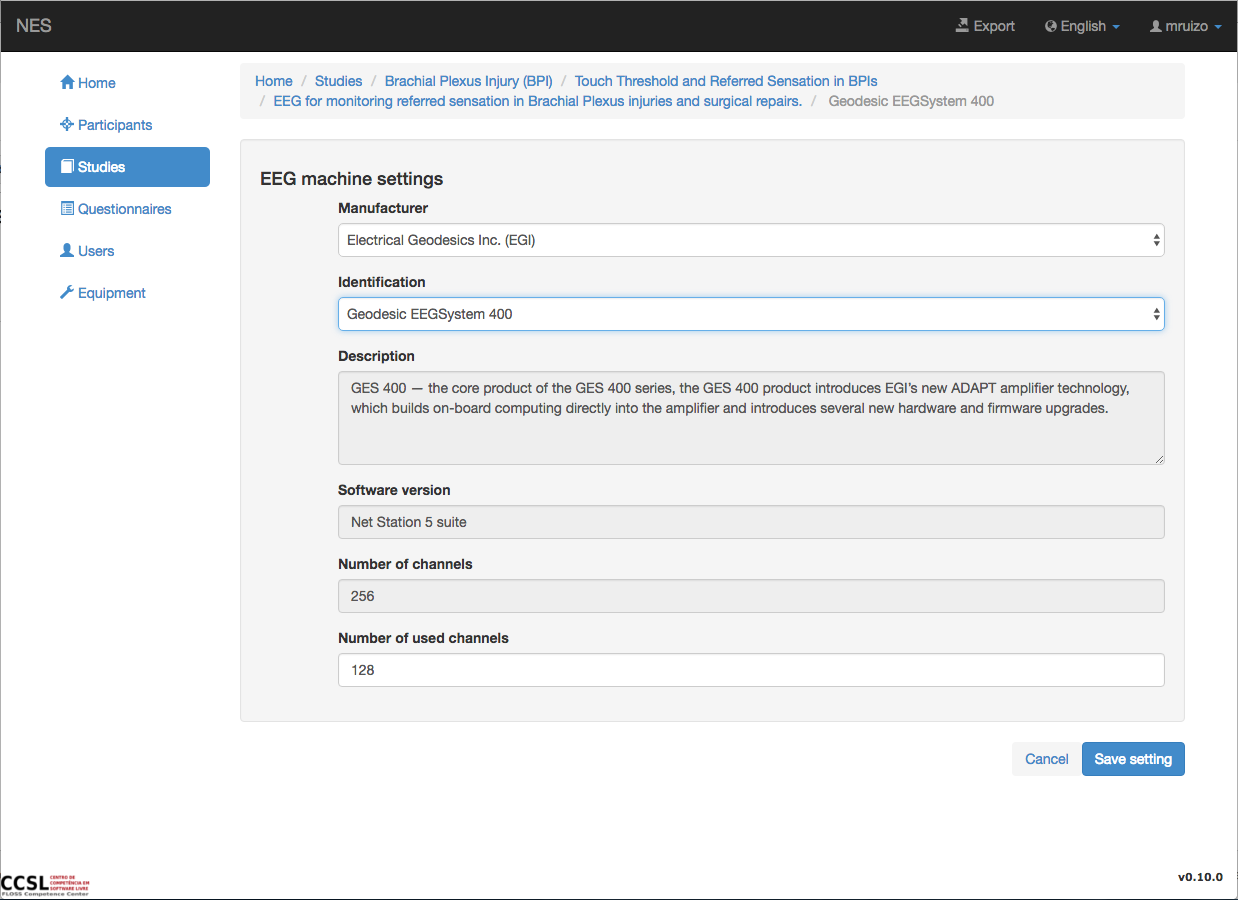 NES
Export
English
mruizo
Home
Participants
Studies
Questionnaires
Users
Equipment
Home / Studies / Brachial Plexus Injury (BPI) / Touch Threshold and Referred Sensation in BPIs
/ EEG for monitoring referred sensation in Brachial Plexus injuries and surgical repairs. / Geodesic EEGSystem 400
EEG machine settings
Manufacturer
Electrical Geodesics Inc. (EGI)
Identification
Geodesic EEGSystem 400
Description
GES 400 — the core product of the GES 400 series, the GES 400 product introduces EGI's new ADAPT amplifier technology,
which builds on-board computing directly into the amplifier and introduces several new hardware and firmware upgrades.
Software version
Net Station 5 suite
Number of channels
256
Number of used channels
128
Cancel
Save setting
CCSL
CENTRO DE
COMPETÊNCIA EM
SOFTWARE LIVRE
FLOSS Competence Center
v0.10.0